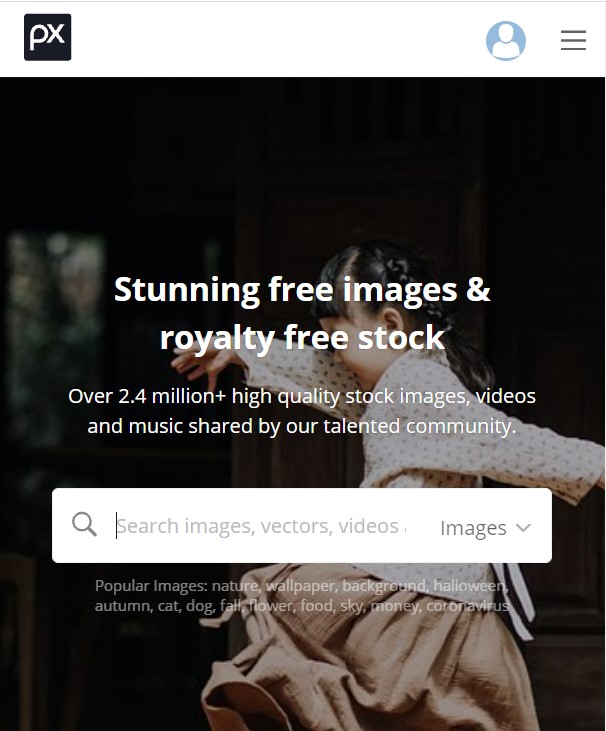 px
Stunning free images &
royalty free stock
Over 2.4 million+ high quality stock images, videos
and music shared by our talented community.
Search images, vectors, videos
Images
Popular Images: nature, wallpaper, background, halloween,
autumn, cat, dog, fall, flower, food, sky, money, coronavirus